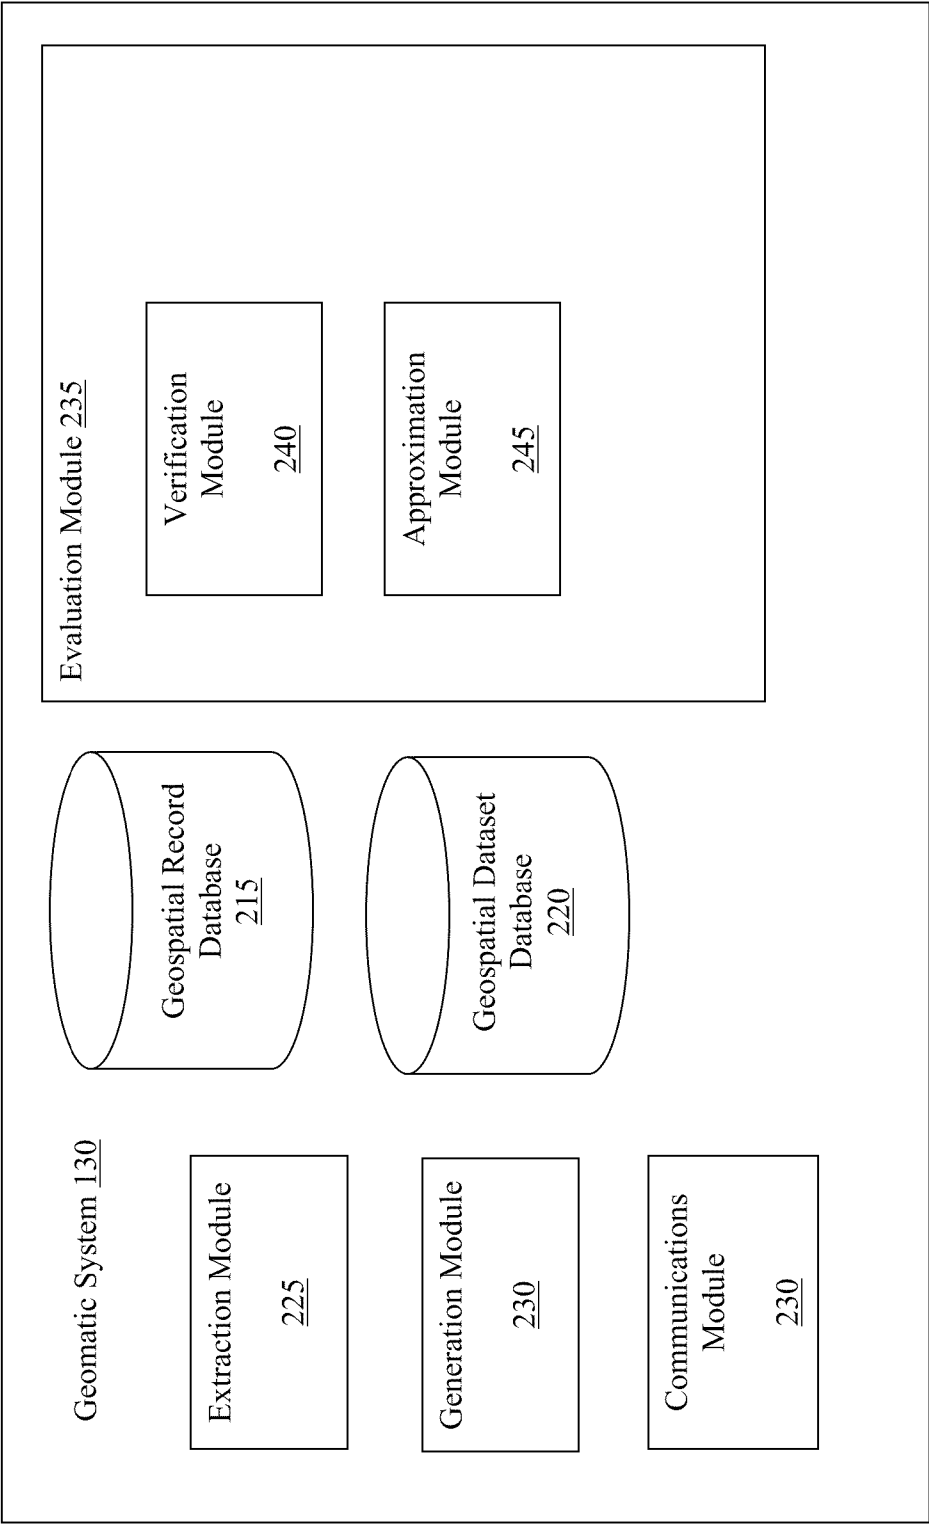 Geomatic System 130
Extraction Module
225
Generation Module
230
Communications
Module
230
Geospatial Record
Database
215
Geospatial Dataset
Database
220
Evaluation Module 235
Verification
Module
240
Approximation
Module
245